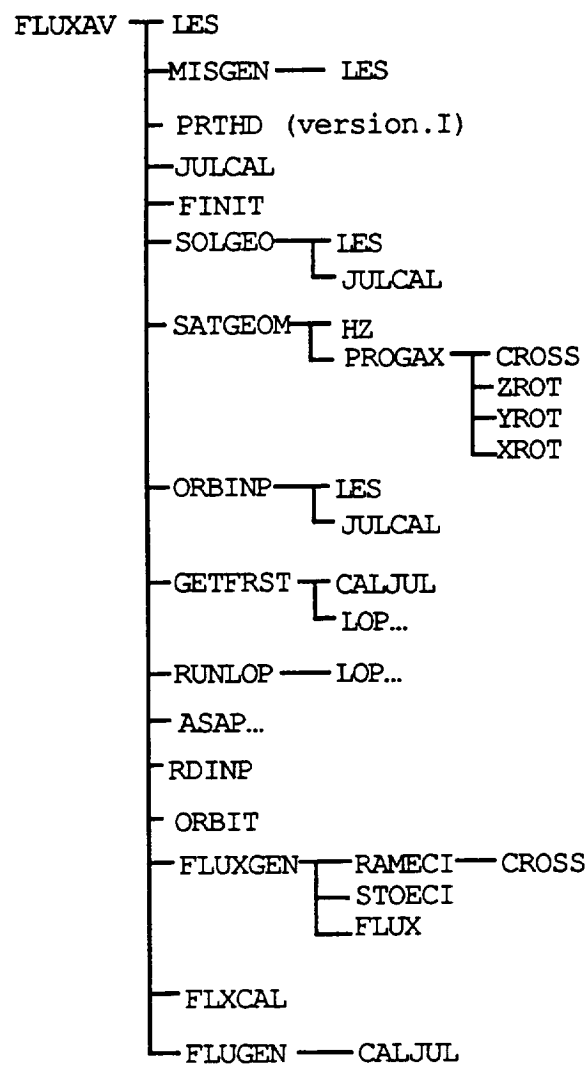 FLUXAV LES
MISGEN LES
PRTHD (version.I)
JULCAL
FINIT
SOLGEO LES
JULCAL
SATGEOM HZ
PROGAX CROSS
ZROT
YROT
XROT
ORBINP LES
JULCAL
GETFRST CALJUL
LOP...
RUNLOP LOP...
ASAP...
RDINP
ORBIT
FLUXGEN RAMECI CROSS
STOECI
FLUX
FLXCAL
FLUGEN CALJUL